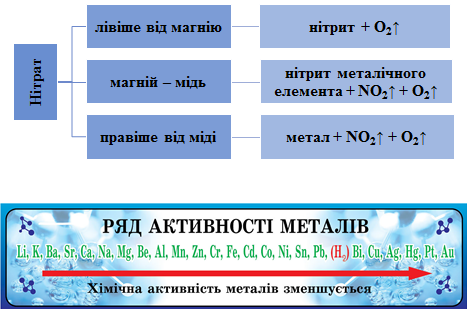 Нітрат
лівіше від магнію
нітрит + O₂↑
магній – мідь
нітрит металічного
елемента + NO₂↑ + O₂↑
правіше від міді
метал + NO₂↑ + O₂↑
РЯД АКТИВНОСТІ МЕТАЛІВ
Li, K, Ba, Sr, Ca, Na, Mg, Be, Al, Mn, Zn, Cr, Fe, Cd, Co, Ni, Sn, Pb, (H₂) Bi, Cu, Ag, Hg, Pt, Au
Хімічна активність металів зменшується